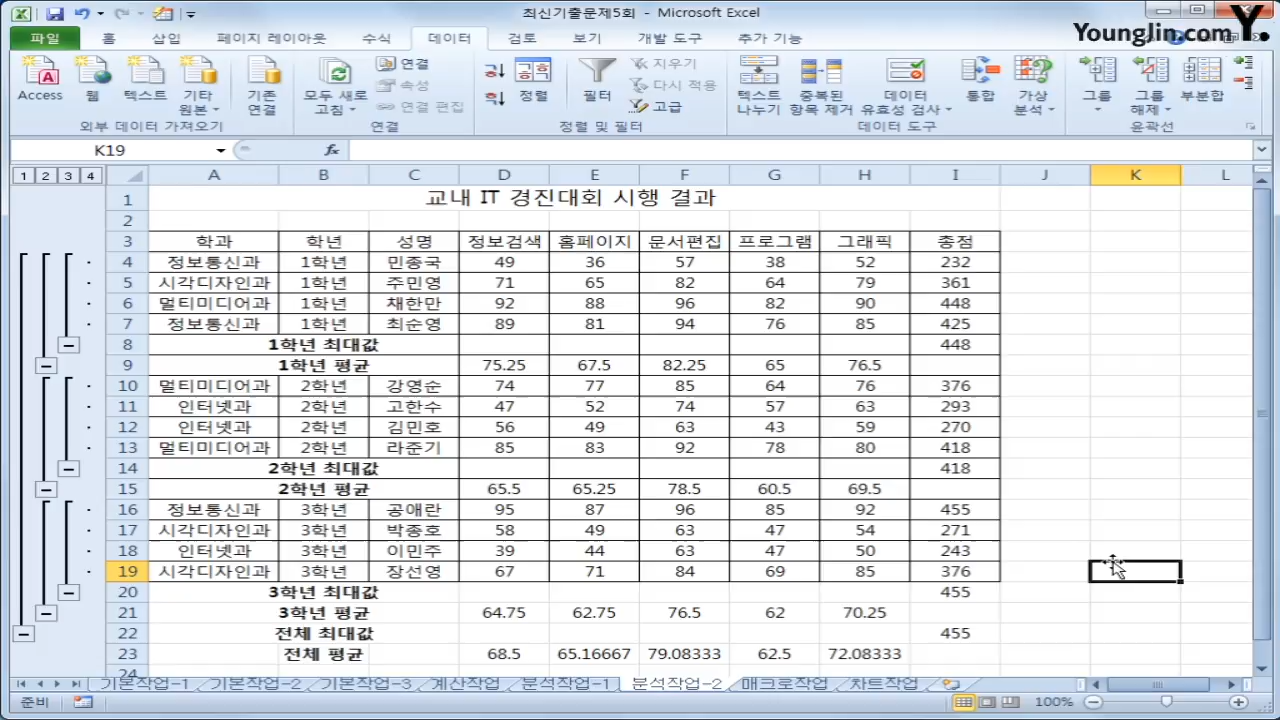 최신기출문제5회 - Microsoft Excel
YoungJin.com Y.
파일 홈 삽입 페이지 레이아웃 수식 데이터 검토 보기 개발 도구 추가 기능
Access 웹 텍스트 기타 원본 기존 연결
외부 데이터 가져오기
모두 새로 고침 연결 속성 연결 편집
연결
정렬 필터 지우기 다시 적용 고급
정렬 및 필터
텍스트 나누기 중복된 항목 제거 데이터 유효성 검사 통합 가상 분석
데이터 도구
그룹 그룹 해제 부분합
윤곽선
K19 fx
1 2 3 4 A B C D E F G H I J K L
1 교내 IT 경진대회 시행 결과
2
3 학과 학년 성명 정보검색 홈페이지 문서편집 프로그램 그래픽 총점
4 정보통신과 1학년 민종국 49 36 57 38 52 232
5 시각디자인과 1학년 주민영 71 65 82 64 79 361
6 멀티미디어과 1학년 채한만 92 88 96 82 90 448
7 정보통신과 1학년 최순영 89 81 94 76 85 425
8 1학년 최대값 448
9 1학년 평균 75.25 67.5 82.25 65 76.5
10 멀티미디어과 2학년 강영순 74 77 85 64 76 376
11 인터넷과 2학년 고한수 47 52 74 57 63 293
12 인터넷과 2학년 김민호 56 49 63 43 59 270
13 멀티미디어과 2학년 라준기 85 83 92 78 80 418
14 2학년 최대값 418
15 2학년 평균 65.5 65.25 78.5 60.5 69.5
16 정보통신과 3학년 공애란 95 87 96 85 92 455
17 시각디자인과 3학년 박종호 58 49 63 47 54 271
18 인터넷과 3학년 이민주 39 44 63 47 50 243
19 시각디자인과 3학년 장선영 67 71 84 69 85 376
20 3학년 최대값 455
21 3학년 평균 64.75 62.75 76.5 62 70.25
22 전체 최대값 455
23 전체 평균 68.5 65.16667 79.08333 62.5 72.08333
24
기본작업-1 기본작업-2 기본작업-3 계산작업 분석작업-1 분석작업-2 매크로작업 차트작업
준비 100%